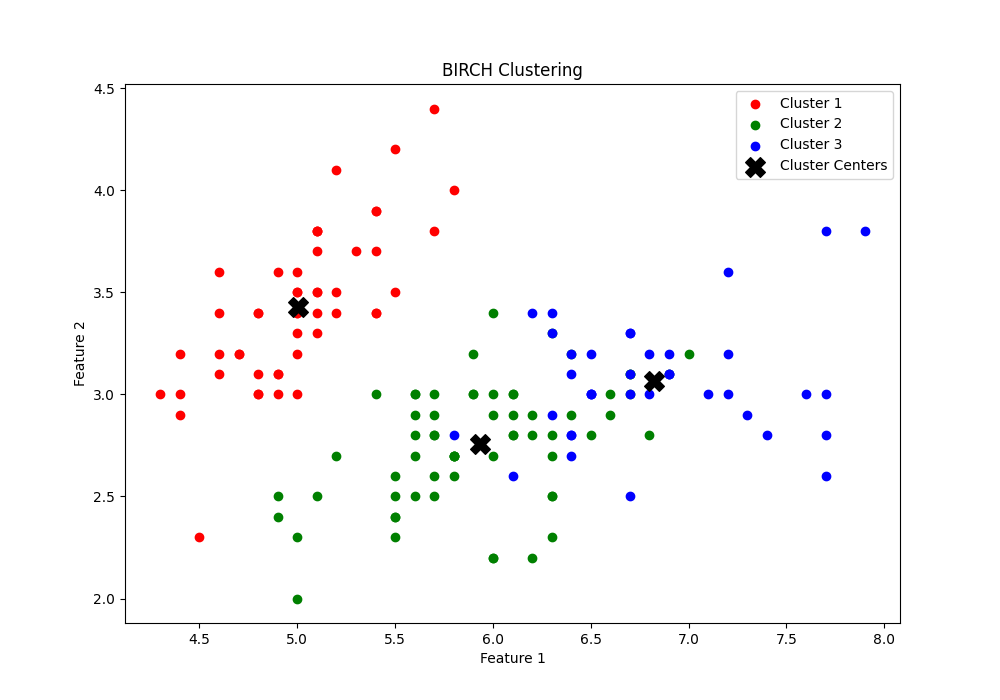 BIRCH Clustering
Cluster 1
Cluster 2
Cluster 3
Cluster Centers
4.5
4.0
3.5
3.0
2.5
2.0
Feature 2
4.5 5.0 5.5 6.0 6.5 7.0 7.5 8.0
Feature 1